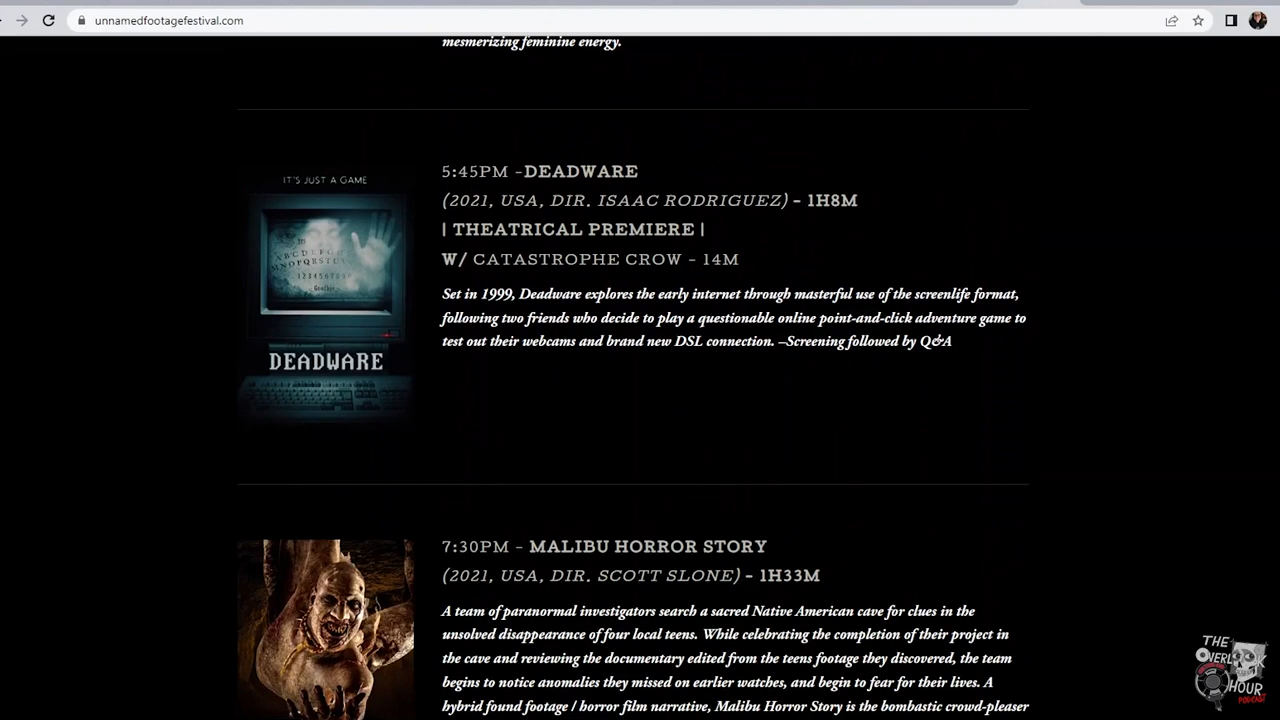 unnamedfootagefestival.com
mesmerizing feminine energy.
IT'S JUST A GAME
ABCDEFG
MNOPQRSTU
1234567890
Goodbye
DEADWARE
5:45PM -DEADWARE
(2021, USA, DIR. ISAAC RODRIGUEZ) - 1H8M
| THEATRICAL PREMIERE |
W/ CATASTROPHE CROW - 14M
Set in 1999, Deadware explores the early internet through masterful use of the screenlife format,
following two friends who decide to play a questionable online point-and-click adventure game to
test out their webcams and brand new DSL connection. –Screening followed by Q&A
7:30PM - MALIBU HORROR STORY
(2021, USA, DIR. SCOTT SLONE) - 1H33M
A team of paranormal investigators search a sacred Native American cave for clues in the
unsolved disappearance of four local teens. While celebrating the completion of their project in
the cave and reviewing the documentary edited from the teens footage they discovered, the team
begins to notice anomalies they missed on earlier watches, and begin to fear for their lives. A
hybrid found footage / horror film narrative, Malibu Horror Story is the bombastic crowd-pleaser
THE
OVERLOOK
HOUR
PODCAST